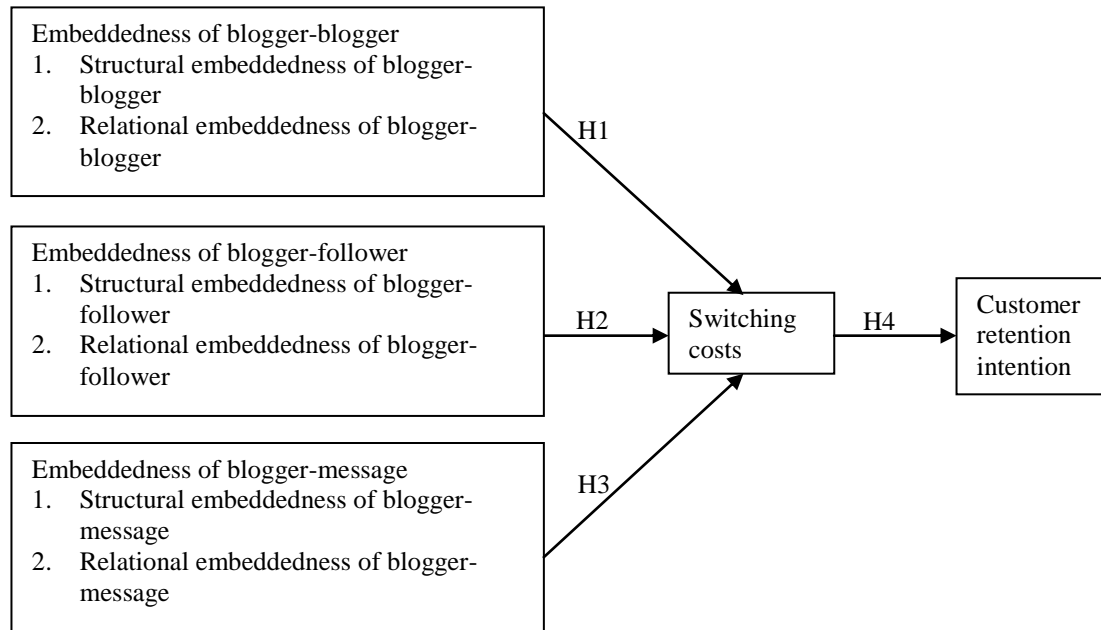 Embeddedness of blogger-blogger
1. Structural embeddedness of blogger-
blogger
2. Relational embeddedness of blogger-
blogger
H1
Embeddedness of blogger-follower
1. Structural embeddedness of blogger-
follower
2. Relational embeddedness of blogger-
follower
H2
Switching
costs
H4
Customer
retention
intention
Embeddedness of blogger-message
1. Structural embeddedness of blogger-
message
2. Relational embeddedness of blogger-
message
H3